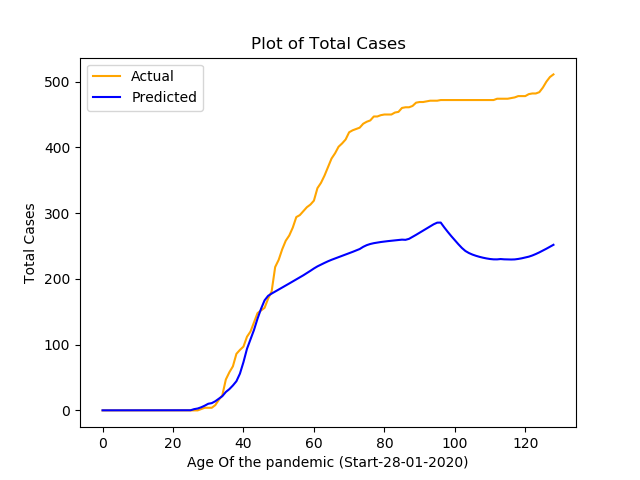 Plot of Total Cases
Actual
Predicted
500
400
300
200
100
0
Total Cases
0 20 40 60 80 100 120
Age Of the pandemic (Start-28-01-2020)